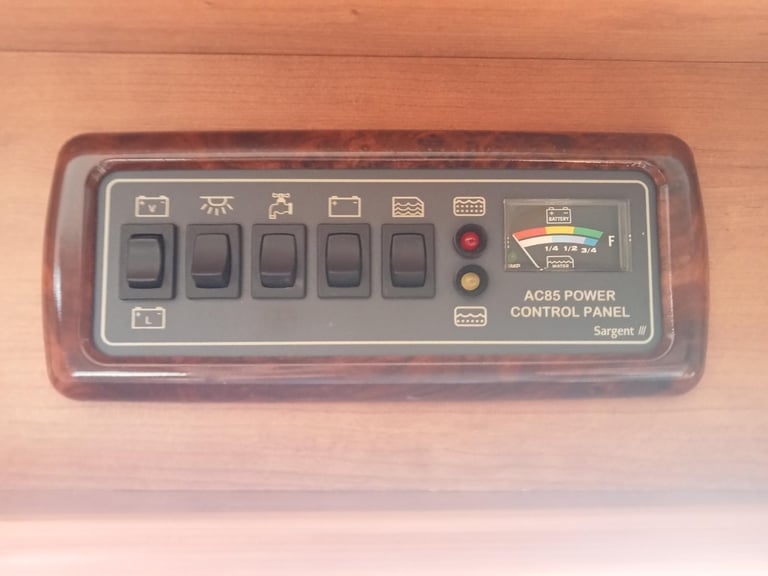 V
L
BATTERY
1/4 1/2 3/4
F
WATER
AC85 POWER
CONTROL PANEL
Sargent